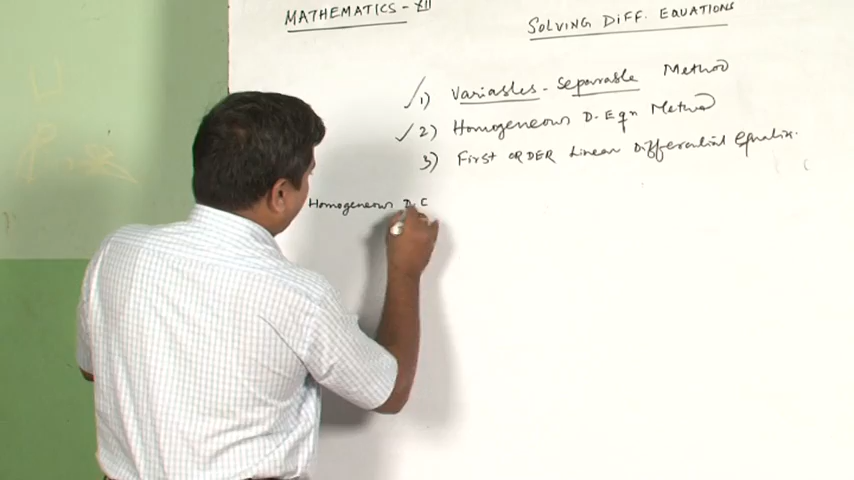 MATHEMATICS - XII
SOLVING DIFF. EQUATIONS
✓ 1) Variables - Separable Method
✓ 2) Homogeneous D. Eqn Method
3) First ORDER Linear Differential Equation.
Homogeneous D. E